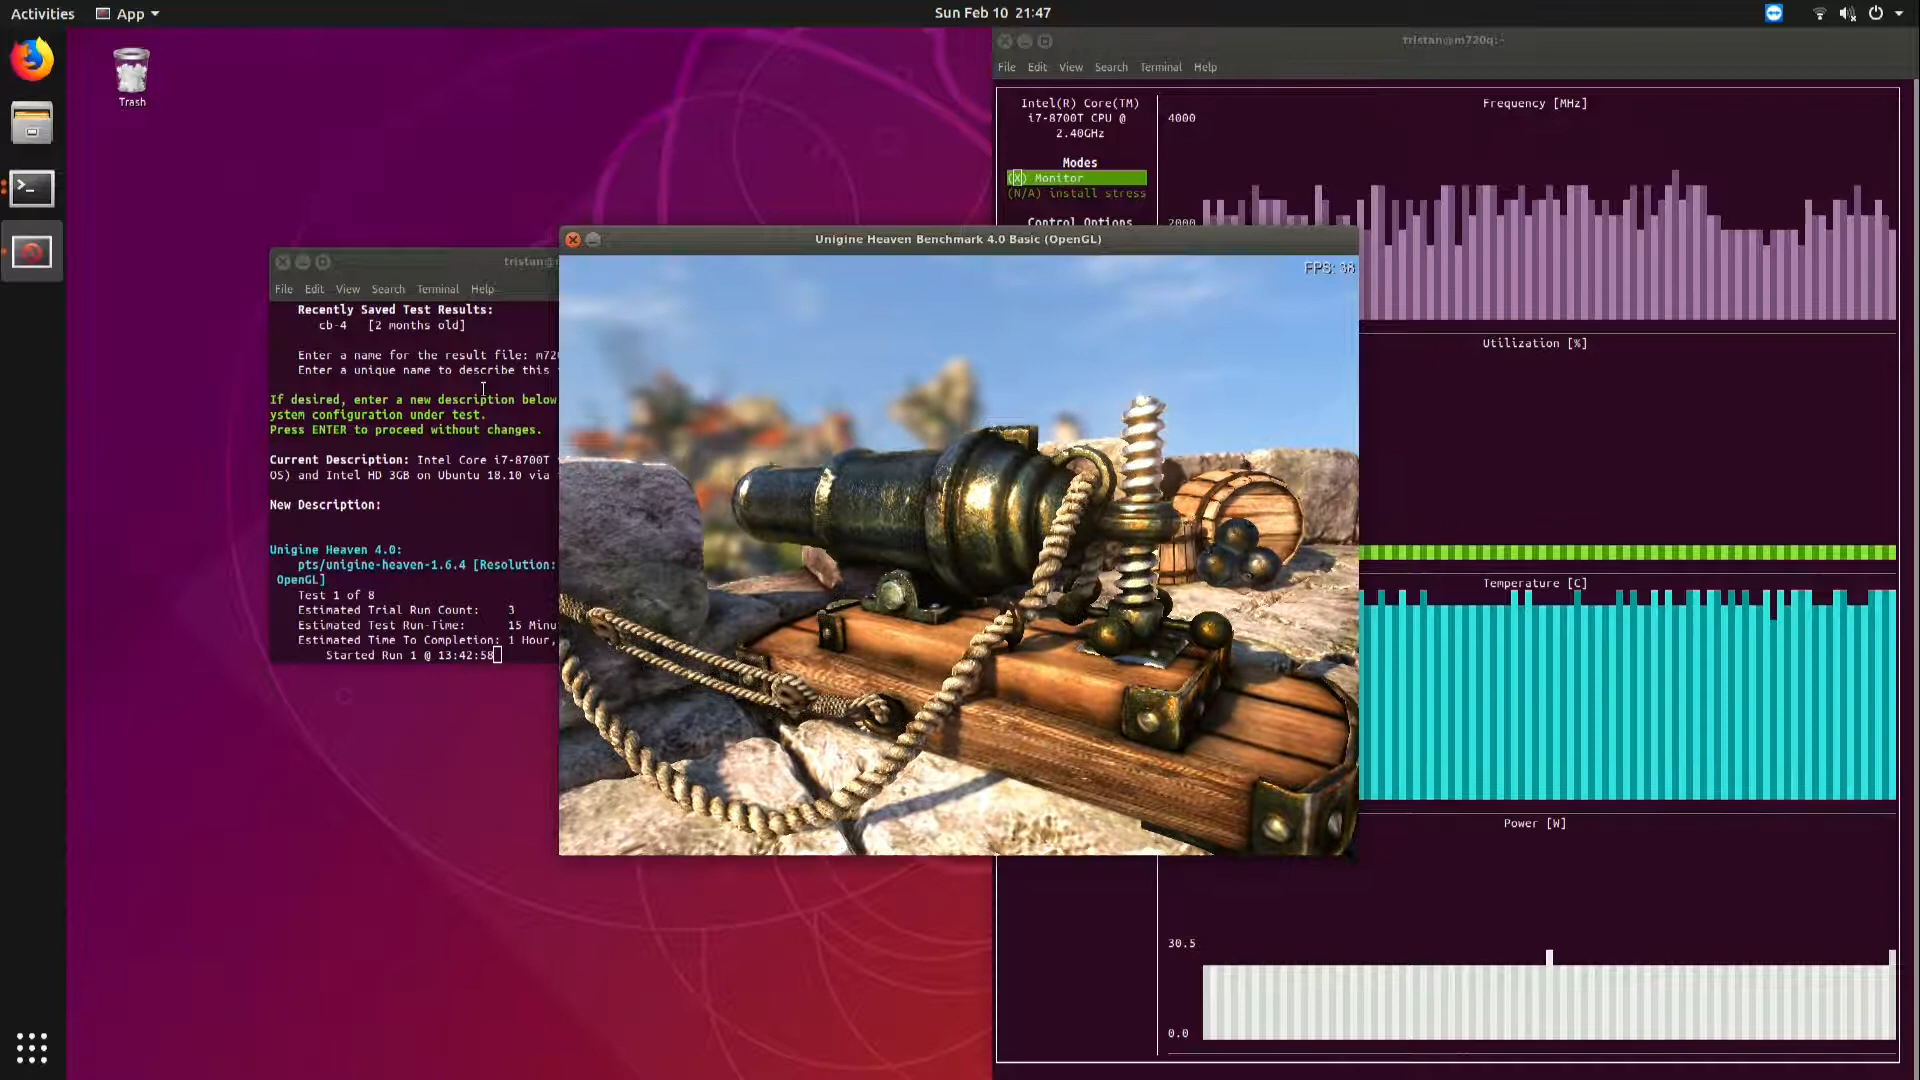 Activities
App
Sun Feb 10 21:47
Trash
tristan@m720q:~
File Edit View Search Terminal Help
Intel(R) Core(TM)
i7-8700T CPU @
2.40GHz
Modes
(X) Monitor
(N/A) install stress
Control Options
Frequency [MHz]
4000
2000
Utilization [%]
Temperature [C]
Power [W]
30.5
0.0
Unigine Heaven Benchmark 4.0 Basic (OpenGL)
FPS: 38
tristan@
File Edit View Search Terminal Help
Recently Saved Test Results:
cb-4 [2 months old]
Enter a name for the result file: m720
Enter a unique name to describe this
If desired, enter a new description below
ystem configuration under test.
Press ENTER to proceed without changes.
Current Description: Intel Core i7-8700T
OS) and Intel HD 3GB on Ubuntu 18.10 via
New Description:
Unigine Heaven 4.0:
pts/unigine-heaven-1.6.4 [Resolution:
OpenGL]
Test 1 of 8
Estimated Trial Run Count: 3
Estimated Test Run-Time: 15 Minu
Estimated Time To Completion: 1 Hour,
Started Run 1 @ 13:42:58